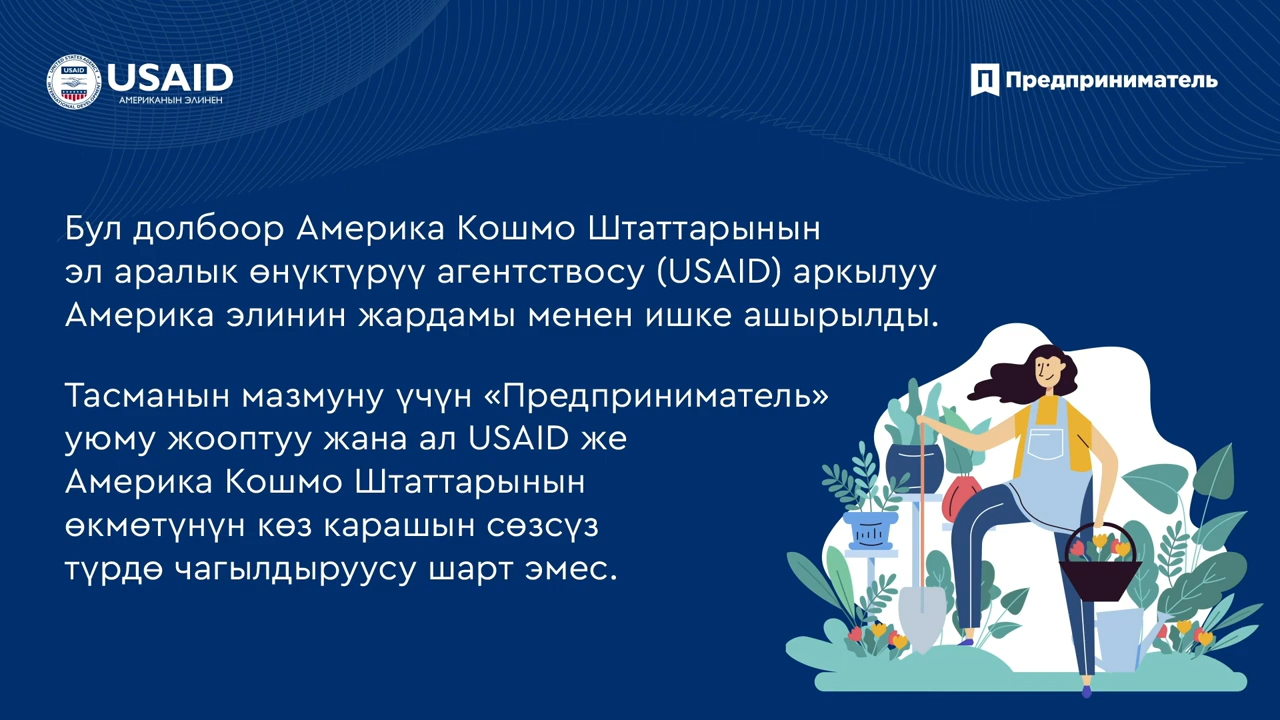 USAID
АМЕРИКАНЫН ЭЛИНЕН
Предприниматель
Бул долбоор Америка Кошмо Штаттарынын
эл аралык өнүктүрүү агентствосу (USAID) аркылуу
Америка элинин жардамы менен ишке ашырылды.
Тасманын мазмуну үчүн «Предприниматель»
уюму жооптуу жана ал USAID же
Америка Кошмо Штаттарынын
өкмөтүнүн көз карашын сөзсүз
түрдө чагылдыруусу шарт эмес.